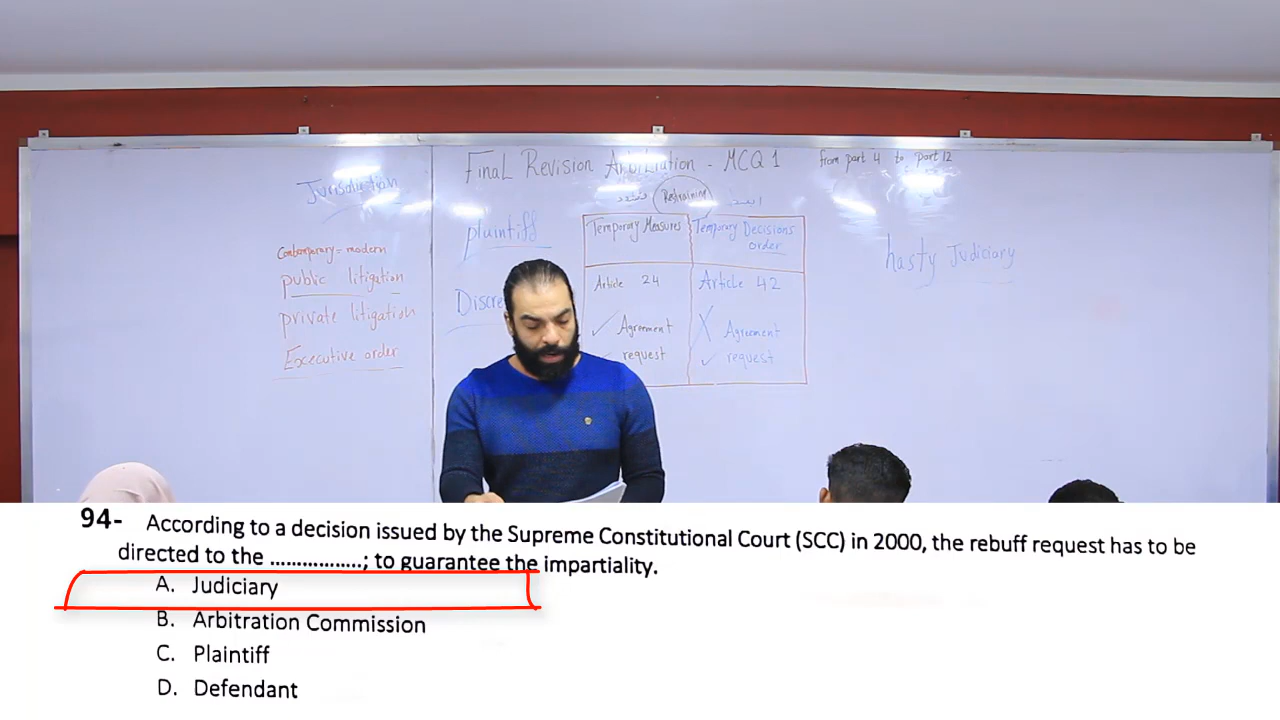 Final Revision Arbitration - MCQ 1
from part 4 to part 12
Jurisdiction
Contemporary = modern
public litigation
private litigation
Executive order
plaintiff
Restraining
Temporary Measures
Temporary Decisions
order
Article 24
Article 42
✓ Agreement
X Agreement
request
✓ request
hasty Judiciary
94- According to a decision issued by the Supreme Constitutional Court (SCC) in 2000, the rebuff request has to be
directed to the ................; to guarantee the impartiality.
A. Judiciary
B. Arbitration Commission
C. Plaintiff
D. Defendant